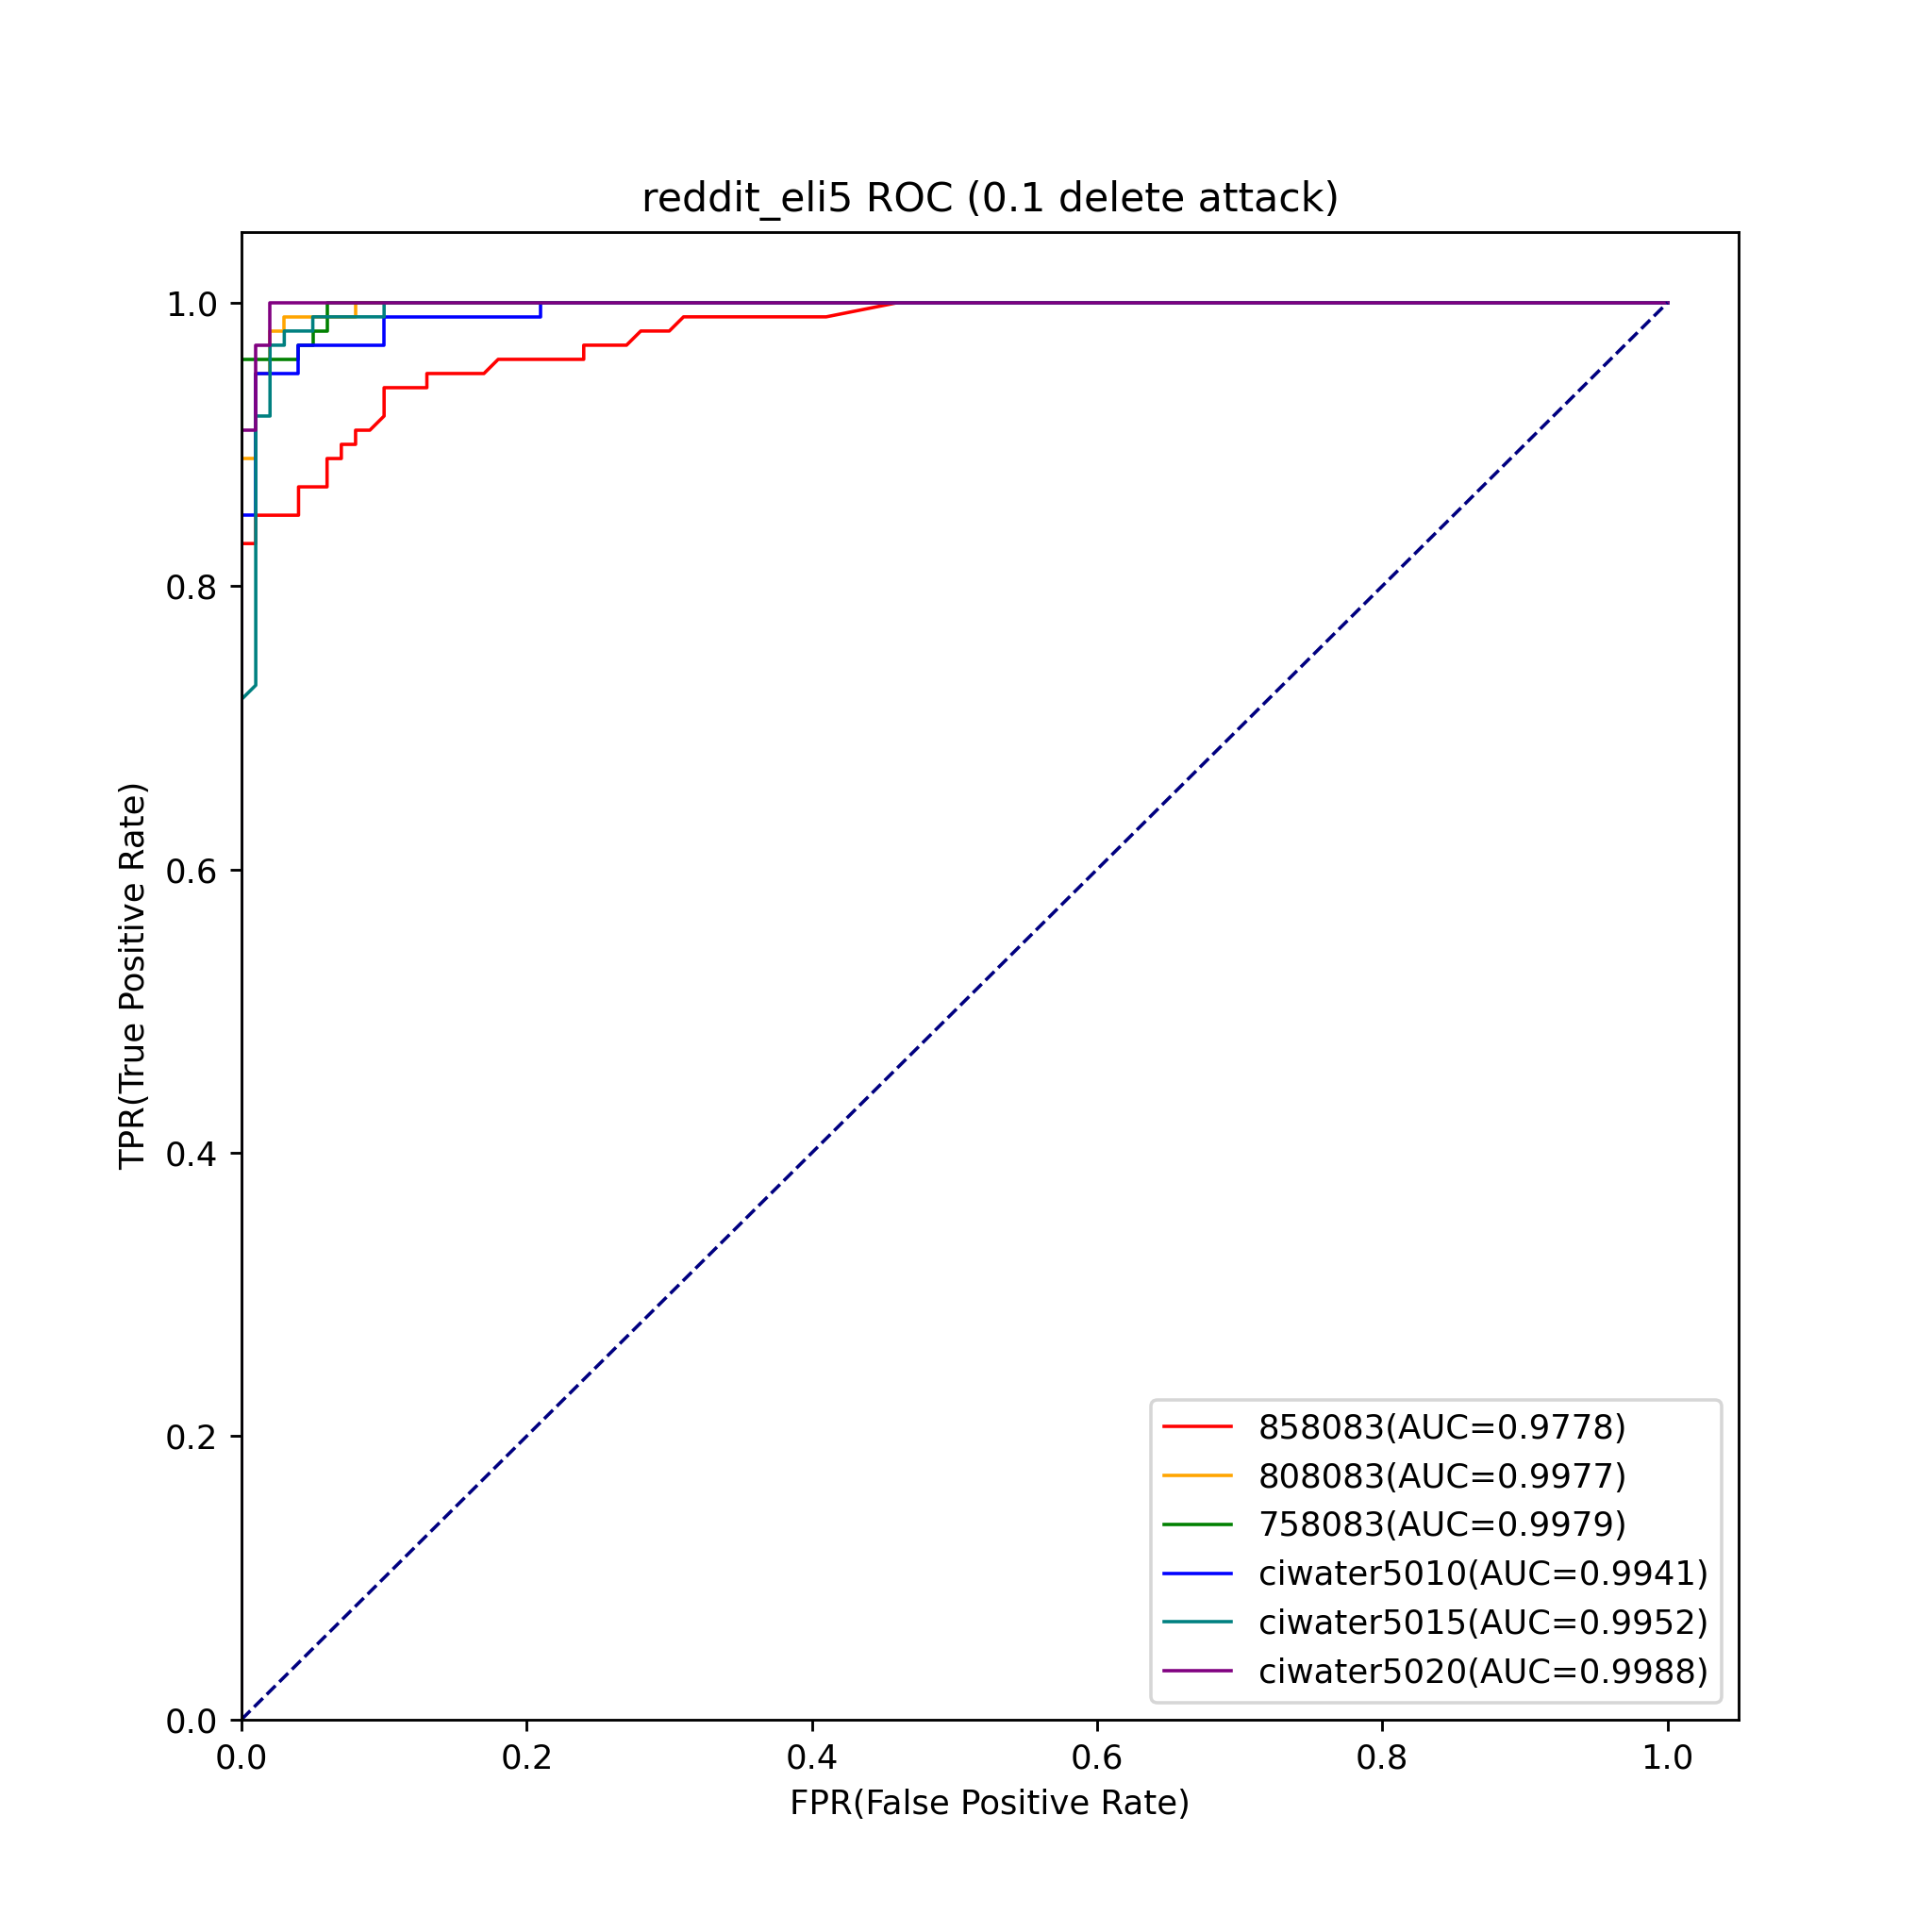 reddit_eli5 ROC (0.1 delete attack)
TPR(True Positive Rate)
1.0
0.8
0.6
0.4
0.2
0.0
0.0 0.2 0.4 0.6 0.8 1.0
FPR(False Positive Rate)
858083(AUC=0.9778)
808083(AUC=0.9977)
758083(AUC=0.9979)
ciwater5010(AUC=0.9941)
ciwater5015(AUC=0.9952)
ciwater5020(AUC=0.9988)